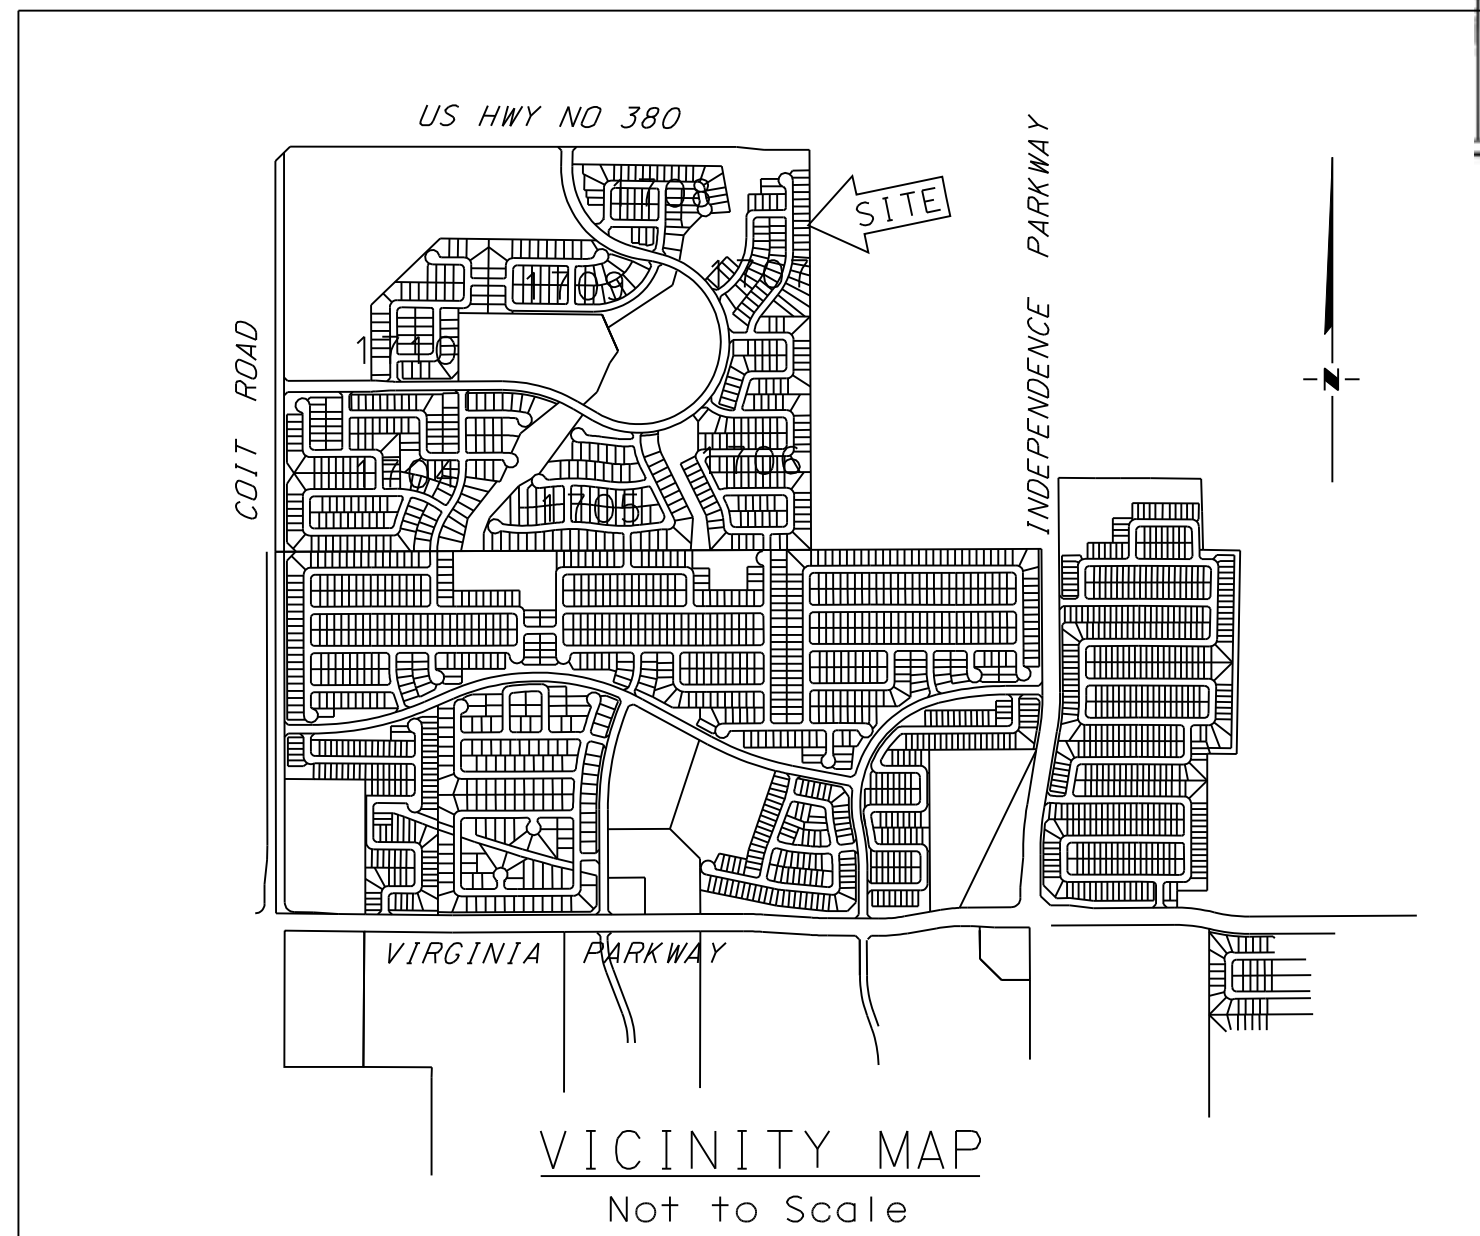 US HWY NO 380
INDEPENDENCE PARKWAY
1708
SITE
1707
1709
COIT ROAD
1710
1704
1706
1705
N
VIRGINIA PARKWAY
VICINITY MAP
Not to Scale